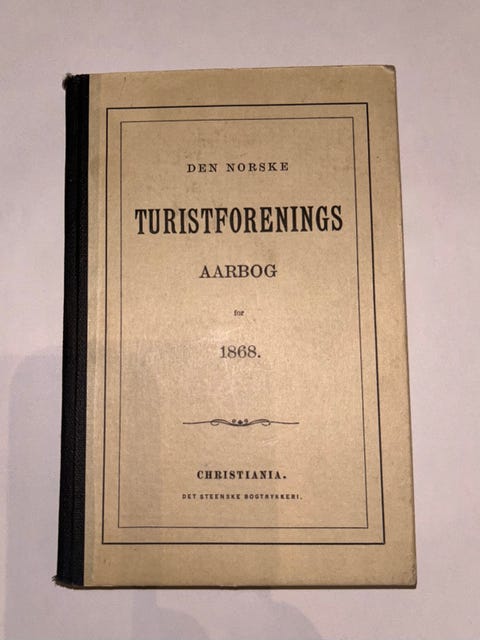 DEN NORSKE
TURISTFORENINGS
AARBOG
for
1868.
CHRISTIANIA.
DET STEENSKE BOGTRYKKERI.